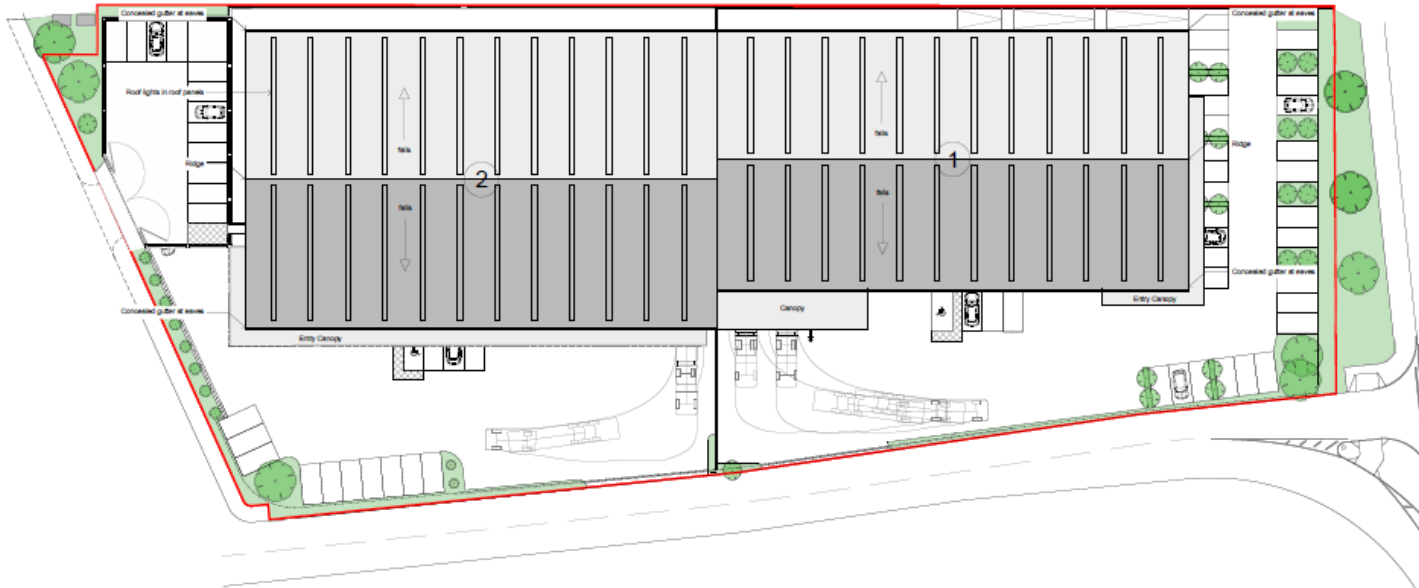 Concealed gutter at eaves
Concealed gutter at eaves
Roof lights in roof panels
falls
falls
Ridge
Ridge
1
2
falls
falls
Concealed gutter at eaves
Entry Canopy
Canopy
Concealed gutter at eaves
Entry Canopy